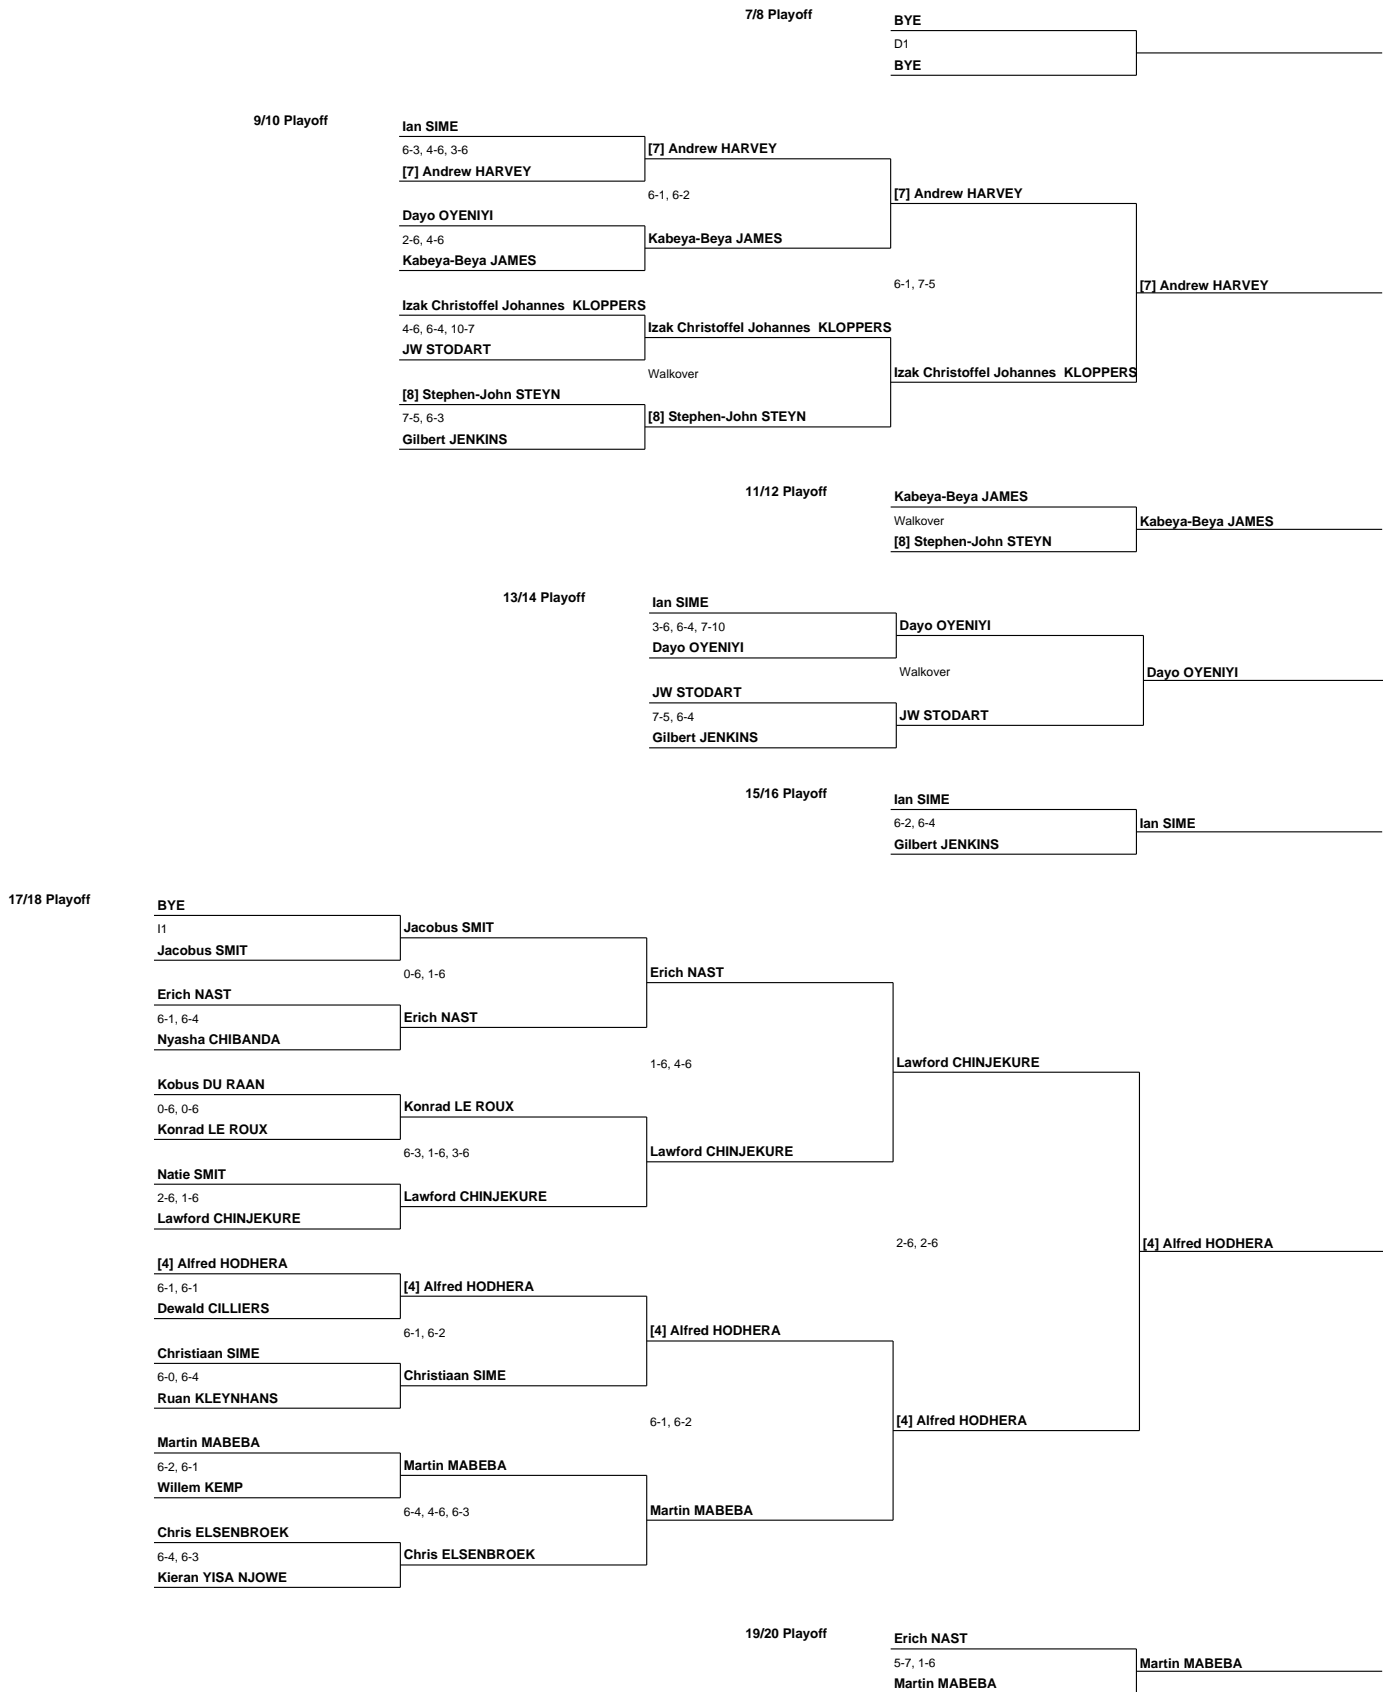 7/8 Playoff
BYE
D1
BYE
9/10 Playoff
Ian SIME
6-3, 4-6, 3-6
[7] Andrew HARVEY
[7] Andrew HARVEY
6-1, 6-2
[7] Andrew HARVEY
Dayo OYENIYI
2-6, 4-6
Kabeya-Beya JAMES
Kabeya-Beya JAMES
6-1, 7-5
[7] Andrew HARVEY
Izak Christoffel Johannes KLOPPERS
4-6, 6-4, 10-7
JW STODART
Izak Christoffel Johannes KLOPPERS
Walkover
Izak Christoffel Johannes KLOPPERS
[8] Stephen-John STEYN
7-5, 6-3
Gilbert JENKINS
[8] Stephen-John STEYN
11/12 Playoff
Kabeya-Beya JAMES
Walkover
[8] Stephen-John STEYN
Kabeya-Beya JAMES
13/14 Playoff
Ian SIME
3-6, 6-4, 7-10
Dayo OYENIYI
Dayo OYENIYI
Walkover
Dayo OYENIYI
JW STODART
7-5, 6-4
Gilbert JENKINS
JW STODART
15/16 Playoff
Ian SIME
6-2, 6-4
Gilbert JENKINS
Ian SIME
17/18 Playoff
BYE
I1
Jacobus SMIT
Jacobus SMIT
0-6, 1-6
Erich NAST
Erich NAST
6-1, 6-4
Nyasha CHIBANDA
Erich NAST
1-6, 4-6
Lawford CHINJEKURE
Kobus DU RAAN
0-6, 0-6
Konrad LE ROUX
Konrad LE ROUX
6-3, 1-6, 3-6
Lawford CHINJEKURE
Natie SMIT
2-6, 1-6
Lawford CHINJEKURE
Lawford CHINJEKURE
2-6, 2-6
[4] Alfred HODHERA
[4] Alfred HODHERA
6-1, 6-1
Dewald CILLIERS
[4] Alfred HODHERA
6-1, 6-2
[4] Alfred HODHERA
Christiaan SIME
6-0, 6-4
Ruan KLEYNHANS
Christiaan SIME
6-1, 6-2
[4] Alfred HODHERA
Martin MABEBA
6-2, 6-1
Willem KEMP
Martin MABEBA
6-4, 4-6, 6-3
Martin MABEBA
Chris ELSENBROEK
6-4, 6-3
Kieran YISA NJOWE
Chris ELSENBROEK
19/20 Playoff
Erich NAST
5-7, 1-6
Martin MABEBA
Martin MABEBA